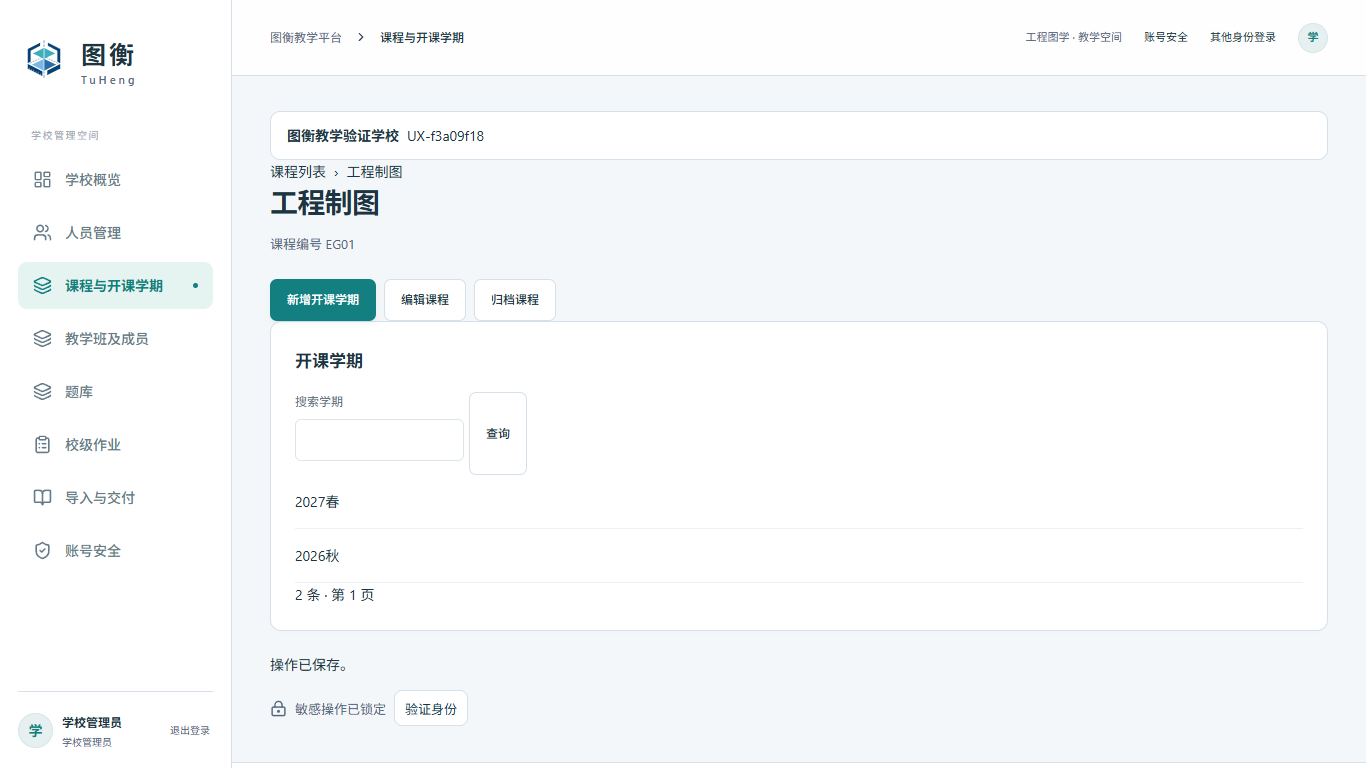 图衡
TuHeng
学校管理空间
学校概览
人员管理
课程与开课学期
教学班及成员
题库
校级作业
导入与交付
账号安全
学
学校管理员
学校管理员
退出登录
图衡教学平台 › 课程与开课学期
工程图学 · 教学空间 账号安全 其他身份登录 学
图衡教学验证学校 UX-f3a09f18
课程列表 › 工程制图
工程制图
课程编号 EG01
新增开课学期 编辑课程 归档课程
开课学期
搜索学期
查询
2027春
2026秋
2 条 · 第 1 页
操作已保存。
敏感操作已锁定 验证身份